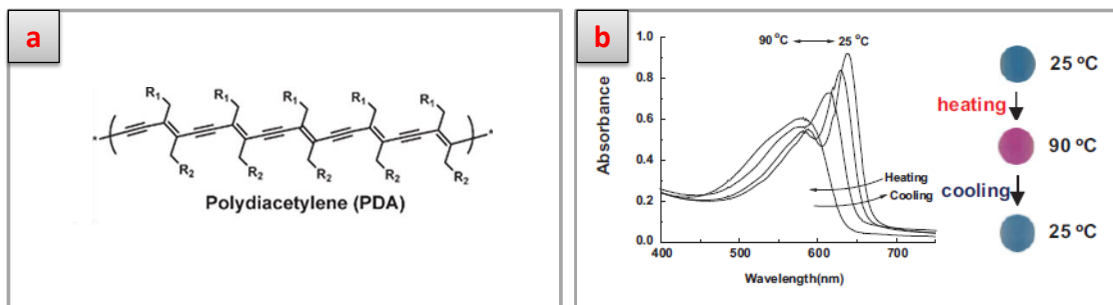 a
R1 R1 R1 R1 R1
* ( ) *
R2 R2 R2 R2 R2
Polydiacetylene (PDA)
b
90 °C 25 °C
Absorbance
1.0
0.8
0.6
0.4
0.2
0.0
Heating
Cooling
400 500 600 700
Wavelength(nm)
25 °C
heating
90 °C
cooling
25 °C